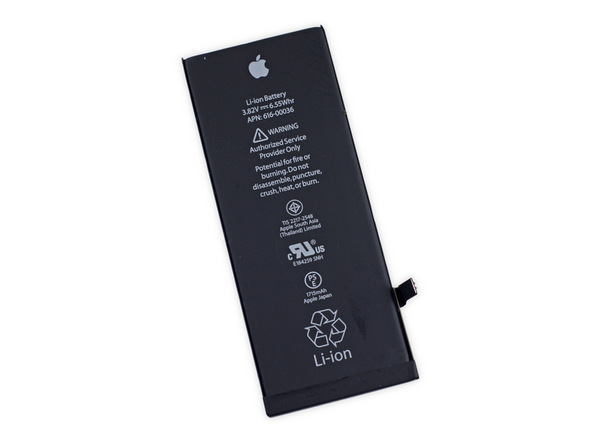 Li-ion Battery
3.82V ⎓ 6.55Whr
APN: 616-00036
WARNING
Authorized Service
Provider Only
Potential for fire or
burning. Do not
disassemble, puncture,
crush, heat, or burn.
TIS 2217-2548
Apple South Asia
(Thailand) Limited
c RU US
E184259 SNH
PS
E
1715mAh
Apple Japan
Li-ion